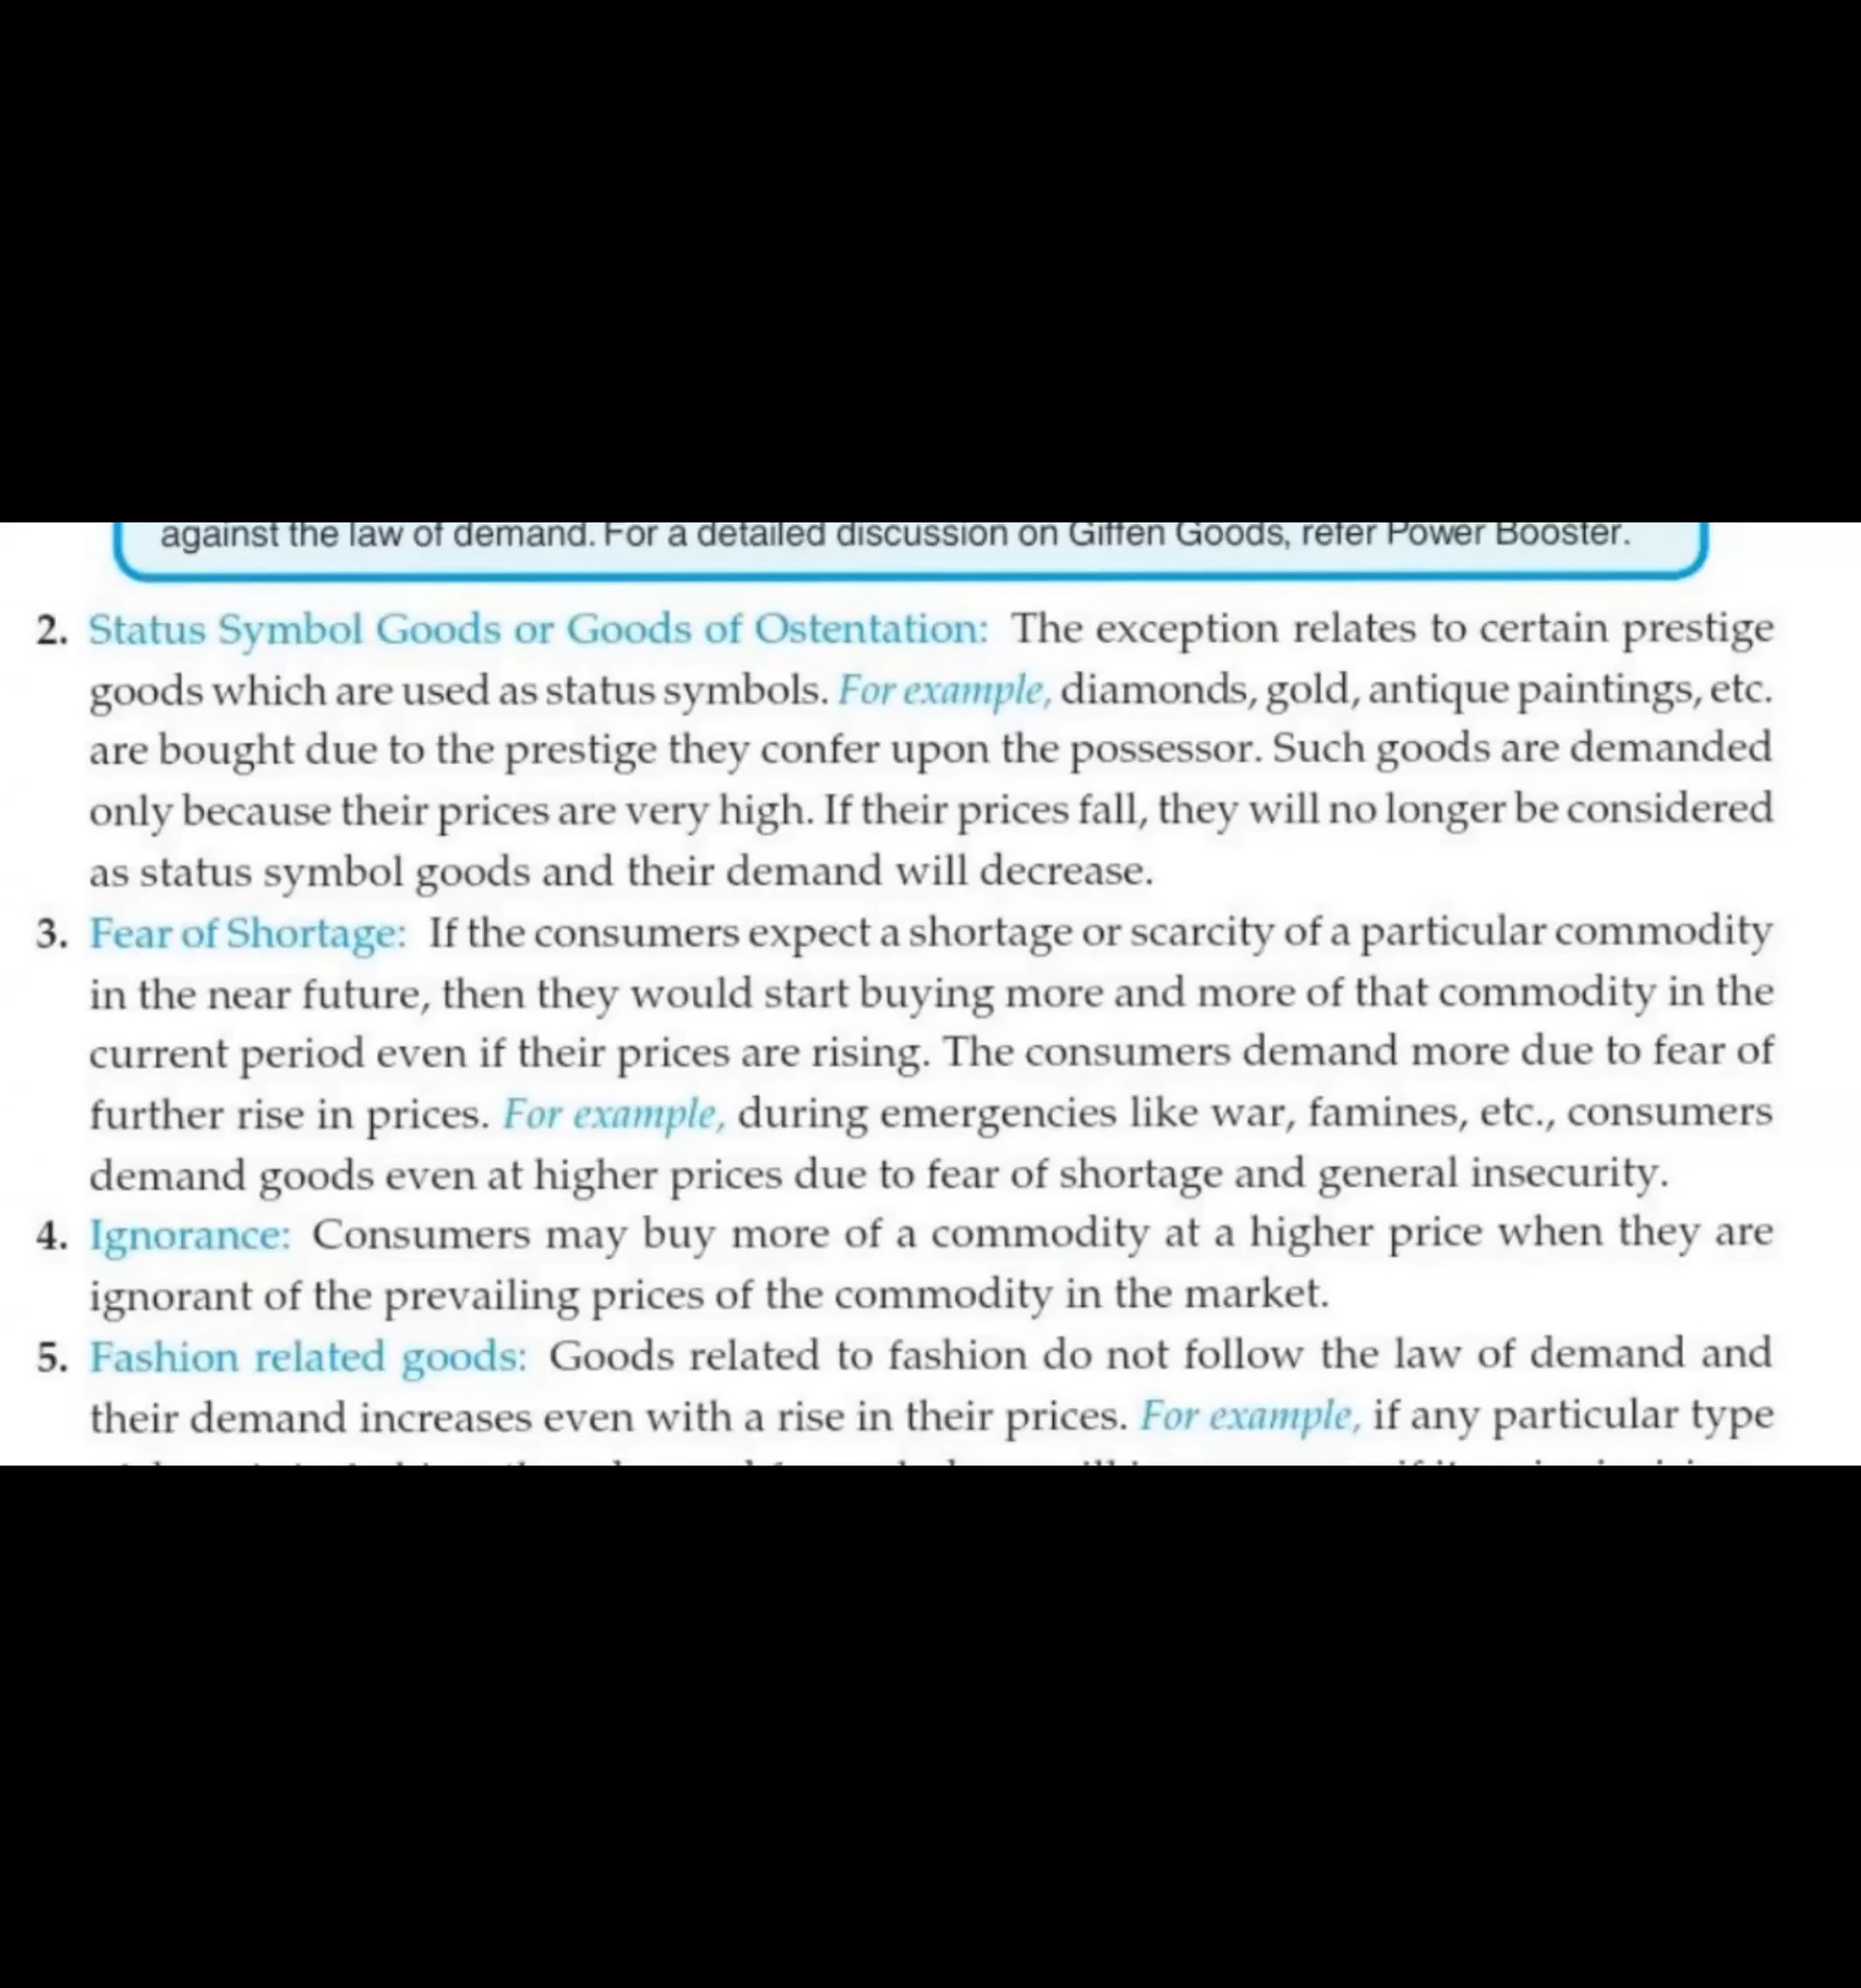 against the law of demand. For a detailed discussion on Giffen Goods, refer Power Booster.
2. Status Symbol Goods or Goods of Ostentation: The exception relates to certain prestige
goods which are used as status symbols. For example, diamonds, gold, antique paintings, etc.
are bought due to the prestige they confer upon the possessor. Such goods are demanded
only because their prices are very high. If their prices fall, they will no longer be considered
as status symbol goods and their demand will decrease.
3. Fear of Shortage: If the consumers expect a shortage or scarcity of a particular commodity
in the near future, then they would start buying more and more of that commodity in the
current period even if their prices are rising. The consumers demand more due to fear of
further rise in prices. For example, during emergencies like war, famines, etc., consumers
demand goods even at higher prices due to fear of shortage and general insecurity.
4. Ignorance: Consumers may buy more of a commodity at a higher price when they are
ignorant of the prevailing prices of the commodity in the market.
5. Fashion related goods: Goods related to fashion do not follow the law of demand and
their demand increases even with a rise in their prices. For example, if any particular type